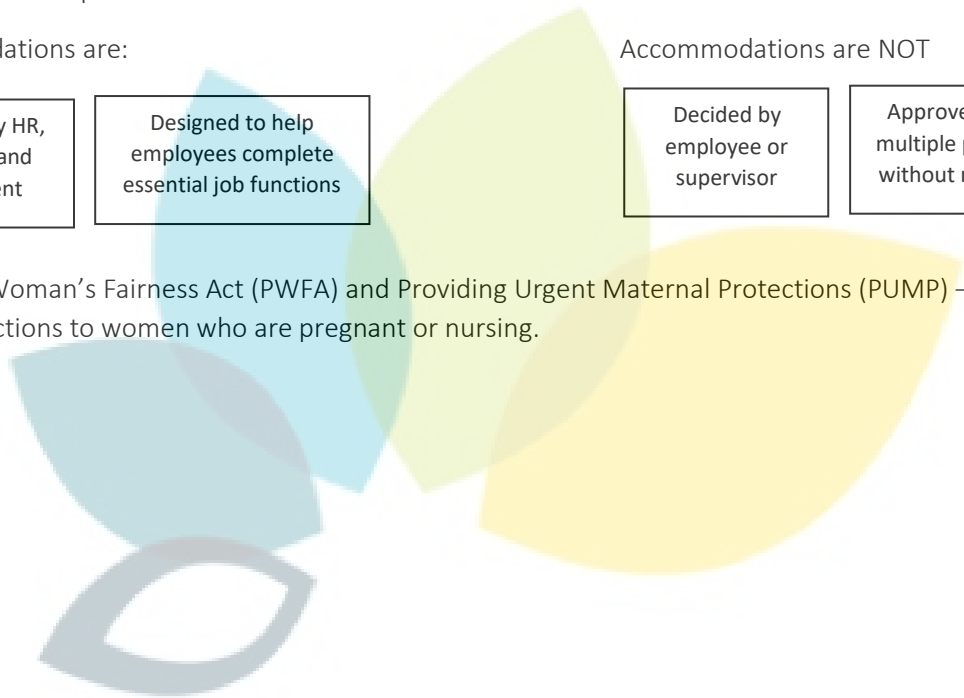 dations are:
Accommodations are NOT
y HR,
and
ent
Designed to help
employees complete
essential job functions
Decided by
employee or
supervisor
Approve
multiple p
without r
Woman's Fairness Act (PWFA) and Providing Urgent Maternal Protections (PUMP) –
ctions to women who are pregnant or nursing.